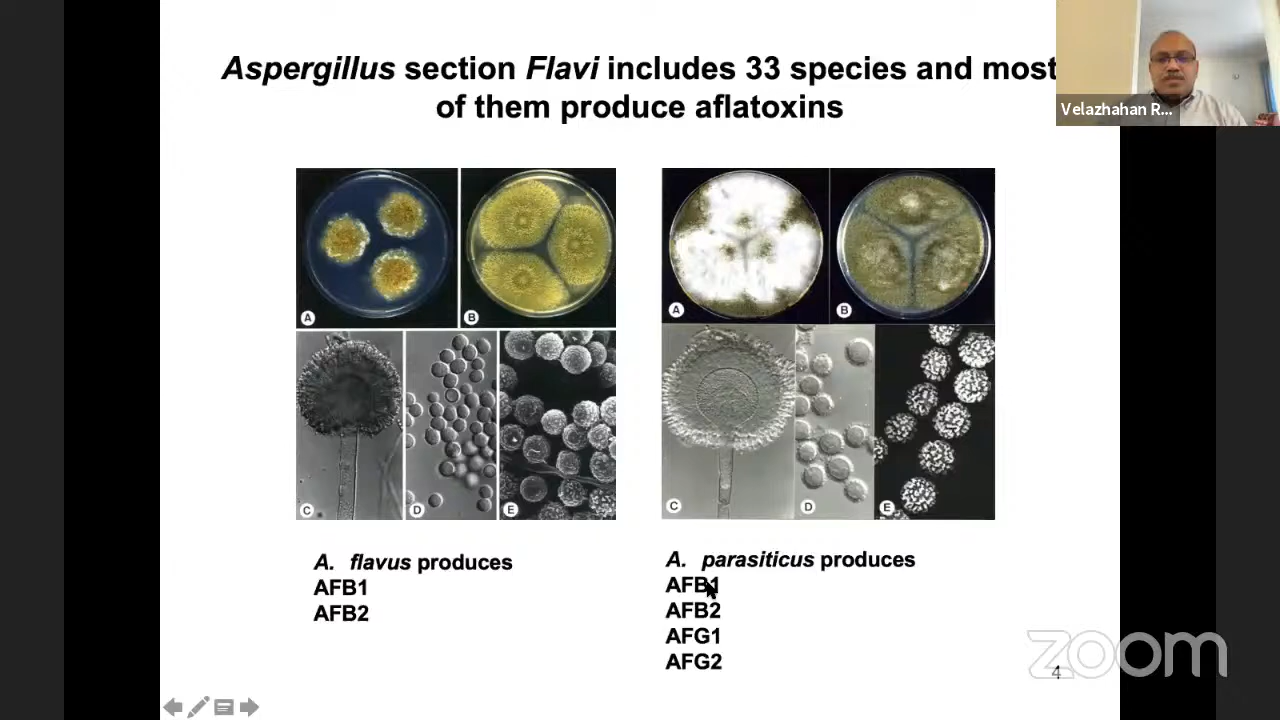 Aspergillus section Flavi includes 33 species and most
of them produce aflatoxins
Velazhahan R...
A
B
C
D
E
A
B
C
D
E
A. flavus produces
AFB1
AFB2
A. parasiticus produces
AFB1
AFB2
AFG1
AFG2
zoom
4